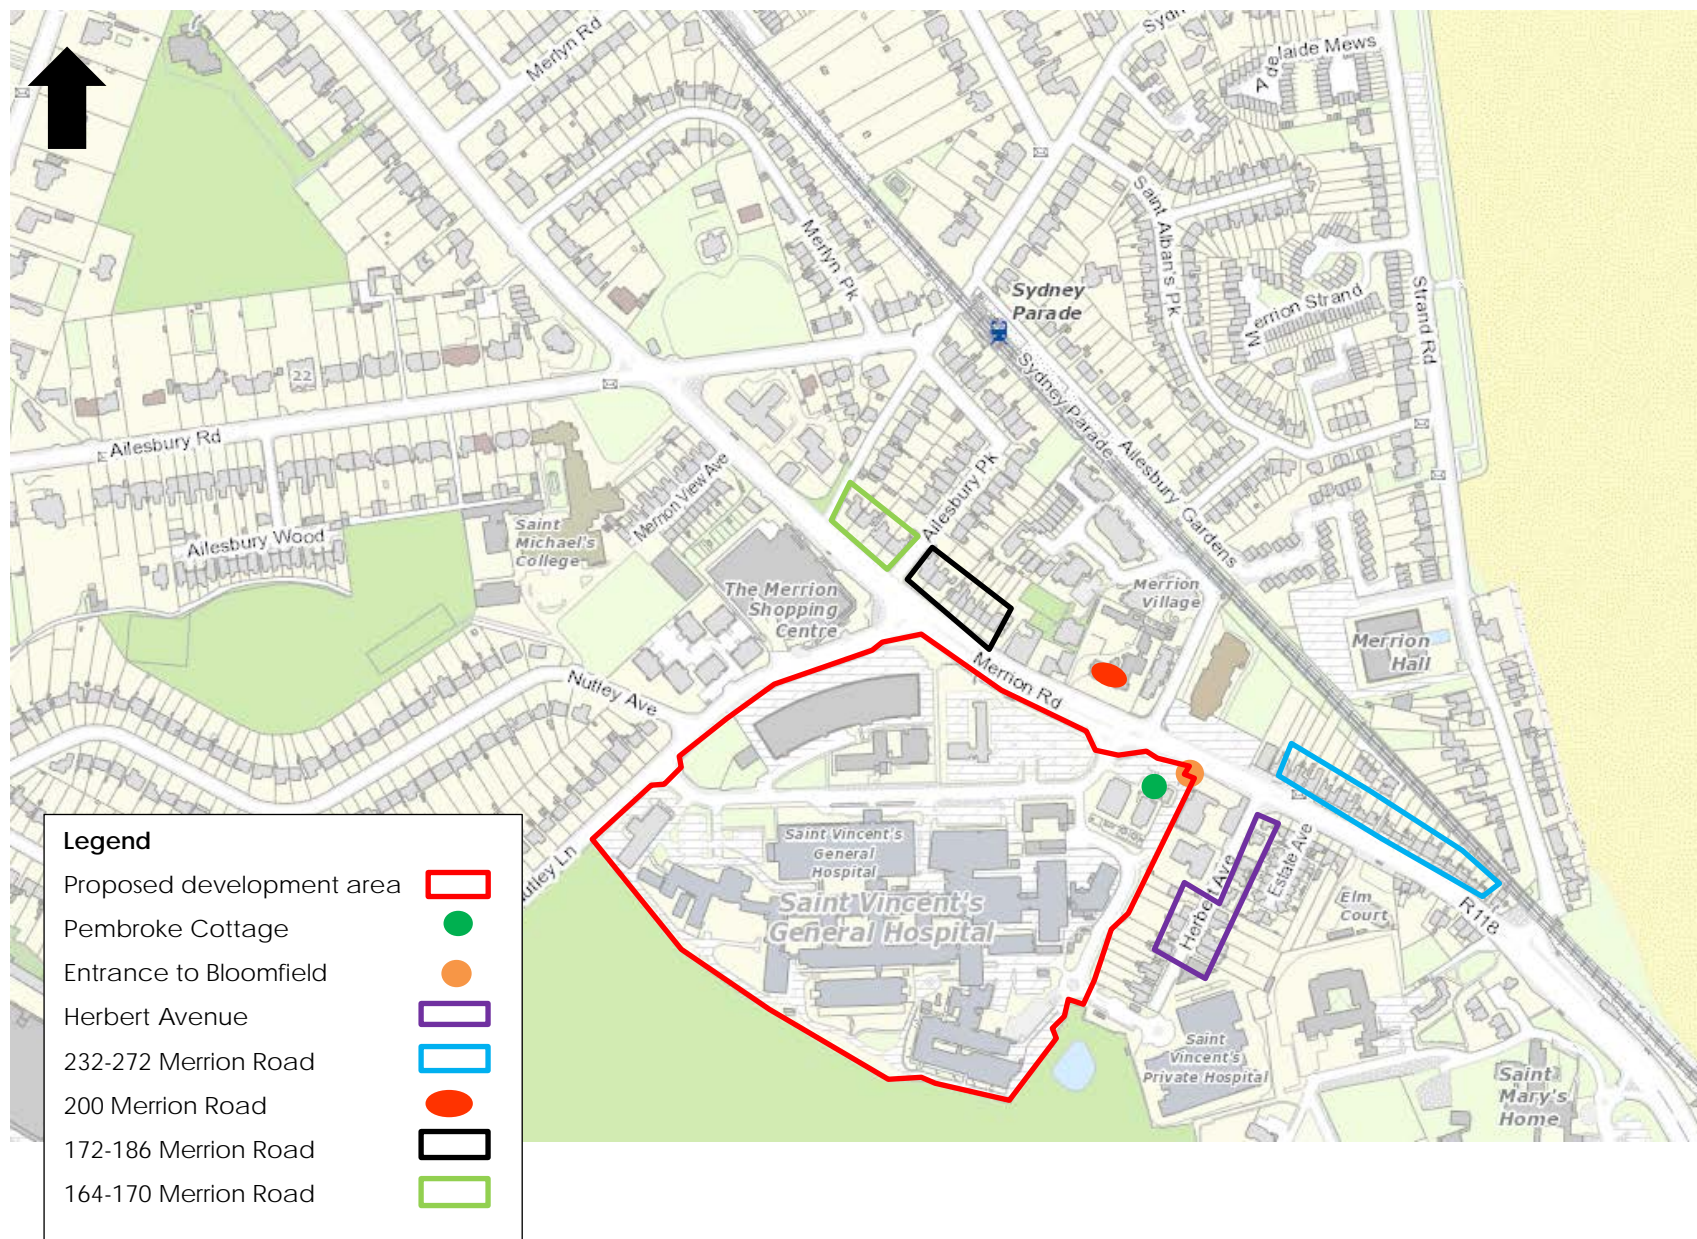 Merlyn Rd
Sydn
A de laide Mews
Saint Alban's Pk
Merlyn Pk
Sydney
Parade
M errion Strand
Strand Rd
22
Ailesbury Rd
Sydney Parade
Ailesbury Gardens
Merrion View Ave
Ailesbury Pk
Saint
Michael's
College
Ailesbury Wood
The Merrion
Shopping
Centre
Merrion
Village
Merrion
Hall
Merrion Rd
Nutley Ave
Nutley Ln
Saint Vincent's
General
Hospital
Saint Vincent's
General Hospital
Herbert Ave
Estate Ave
Elm
Court
R118
Saint
Vincent's
Private Hospital
Saint
Mary's
Home
Legend
Proposed development area
Pembroke Cottage
Entrance to Bloomfield
Herbert Avenue
232-272 Merrion Road
200 Merrion Road
172-186 Merrion Road
164-170 Merrion Road